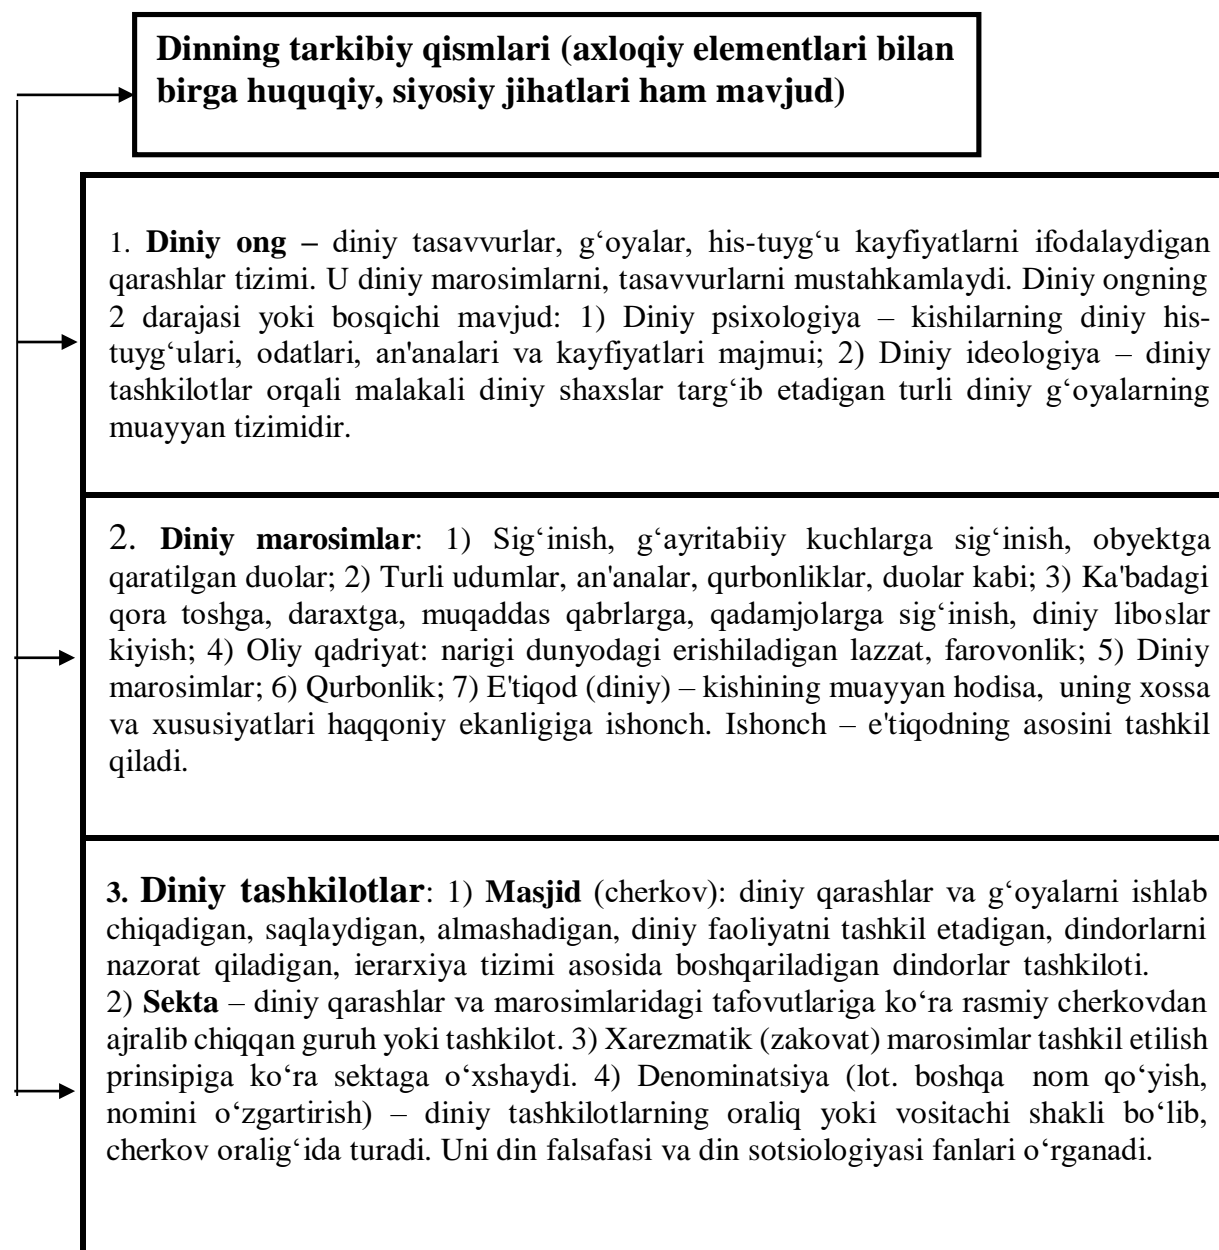 Dinning tarkibiy qismlari (axloqiy elementlari bilan
birga huquqiy, siyosiy jihatlari ham mavjud)
1. Diniy ong – diniy tasavvurlar, g‘oyalar, his-tuyg‘u kayfiyatlarni ifodalaydigan
qarashlar tizimi. U diniy marosimlarni, tasavvurlarni mustahkamlaydi. Diniy ongning
2 darajasi yoki bosqichi mavjud: 1) Diniy psixologiya – kishilarning diniy his-
tuyg‘ulari, odatlari, an'analari va kayfiyatlari majmui; 2) Diniy ideologiya – diniy
tashkilotlar orqali malakali diniy shaxslar targ‘ib etadigan turli diniy g‘oyalarning
muayyan tizimidir.
2. Diniy marosimlar: 1) Sig‘inish, g‘ayritabiiy kuchlarga sig‘inish, obyektga
qaratilgan duolar; 2) Turli udumlar, an'analar, qurbonliklar, duolar kabi; 3) Ka'badagi
qora toshga, daraxtga, muqaddas qabrlarga, qadamjolarga sig‘inish, diniy liboslar
kiyish; 4) Oliy qadriyat: narigi dunyodagi erishiladigan lazzat, farovonlik; 5) Diniy
marosimlar; 6) Qurbonlik; 7) E'tiqod (diniy) – kishining muayyan hodisa, uning xossa
va xususiyatlari haqqoniy ekanligiga ishonch. Ishonch – e'tiqodning asosini tashkil
qiladi.
3. Diniy tashkilotlar: 1) Masjid (cherkov): diniy qarashlar va g‘oyalarni ishlab
chiqadigan, saqlaydigan, almashadigan, diniy faoliyatni tashkil etadigan, dindorlarni
nazorat qiladigan, ierarxiya tizimi asosida boshqariladigan dindorlar tashkiloti.
2) Sekta – diniy qarashlar va marosimlaridagi tafovutlariga ko‘ra rasmiy cherkovdan
ajralib chiqqan guruh yoki tashkilot. 3) Xarezmatik (zakovat) marosimlar tashkil etilish
prinsipiga ko‘ra sektaga o‘xshaydi. 4) Denominatsiya (lot. boshqa nom qo‘yish,
nomini o‘zgartirish) – diniy tashkilotlarning oraliq yoki vositachi shakli bo‘lib,
cherkov oralig‘ida turadi. Uni din falsafasi va din sotsiologiyasi fanlari o‘rganadi.